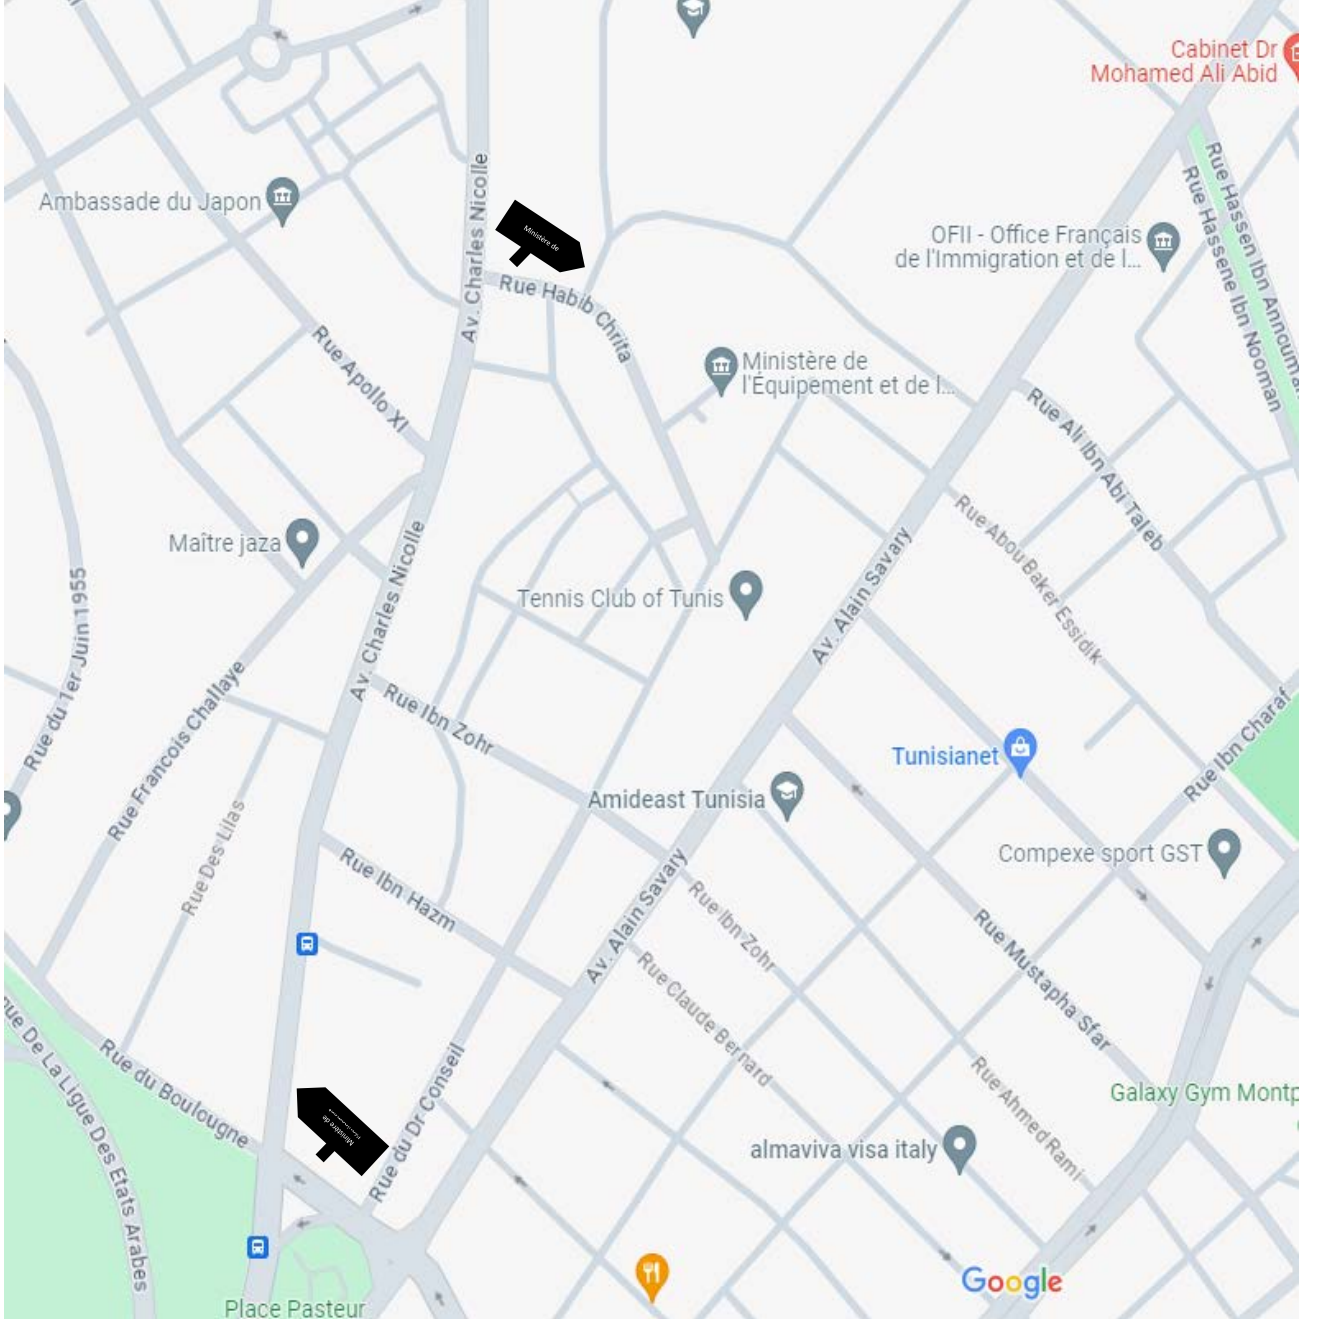 Cabinet Dr
Mohamed Ali Abid
Rue Hassen Ibn Annouma
Rue Hassene Ibn Nooman
Ambassade du Japon
Av. Charles Nicolle
Ministère de
OFII - Office Français
de l'Immigration et de l...
Rue Habib Chrita
Rue Apollo XI
Ministère de
l'Équipement et de l...
Rue Ali Ibn Abi Taleb
Rue Abou Baker Essidik
Maître jaza
Av. Charles Nicolle
Av. Alain Savary
Tennis Club of Tunis
Rue du 1er Juin 1955
Rue Francois Challaye
Rue Ibn Zohr
Rue Ibn Charaf
Tunisianet
Amideast Tunisia
Rue Des Lilas
Compexe sport GST
Rue Ibn Hazm
Av. Alain Savary
Rue Ibn Zohr
Rue Mustapha Sfar
Rue Claude Bernard
Rue De La Ligue Des Etats Arabes
Rue du Boulougne
Rue du Dr Conseil
Rue Ahmed Rami
Galaxy Gym Montp
Ministère de
almaviva visa italy
Google
Place Pasteur